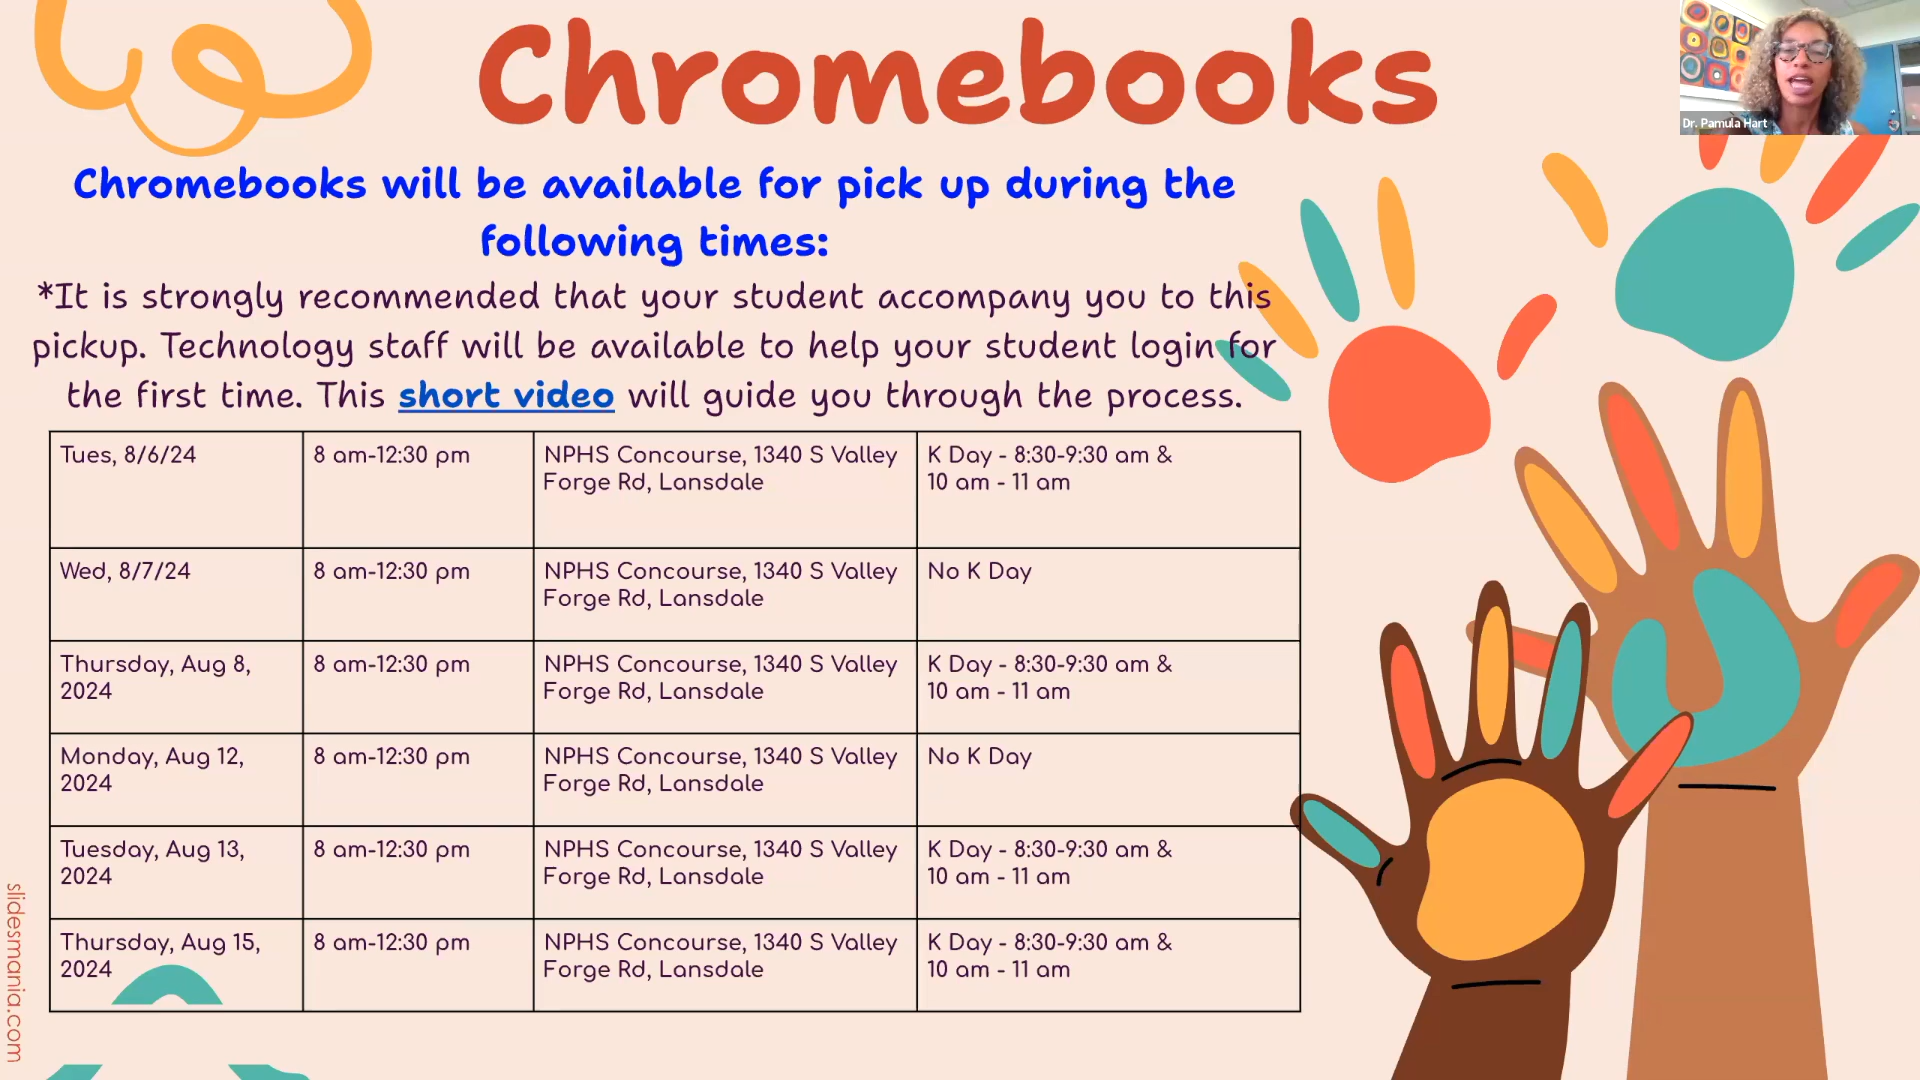 Chromebooks
Dr. Pamula Hart
Chromebooks will be available for pick up during the
following times:
*It is strongly recommended that your student accompany you to this
pickup. Technology staff will be available to help your student login for
the first time. This short video will guide you through the process.
Tues, 8/6/24
8 am-12:30 pm
NPHS Concourse, 1340 S Valley
Forge Rd, Lansdale
K Day - 8:30-9:30 am &
10 am - 11 am
Wed, 8/7/24
8 am-12:30 pm
NPHS Concourse, 1340 S Valley
Forge Rd, Lansdale
No K Day
Thursday, Aug 8,
2024
8 am-12:30 pm
NPHS Concourse, 1340 S Valley
Forge Rd, Lansdale
K Day - 8:30-9:30 am &
10 am - 11 am
Monday, Aug 12,
2024
8 am-12:30 pm
NPHS Concourse, 1340 S Valley
Forge Rd, Lansdale
No K Day
Tuesday, Aug 13,
2024
8 am-12:30 pm
NPHS Concourse, 1340 S Valley
Forge Rd, Lansdale
K Day - 8:30-9:30 am &
10 am - 11 am
Thursday, Aug 15,
2024
8 am-12:30 pm
NPHS Concourse, 1340 S Valley
Forge Rd, Lansdale
K Day - 8:30-9:30 am &
10 am - 11 am
slidesmania.com